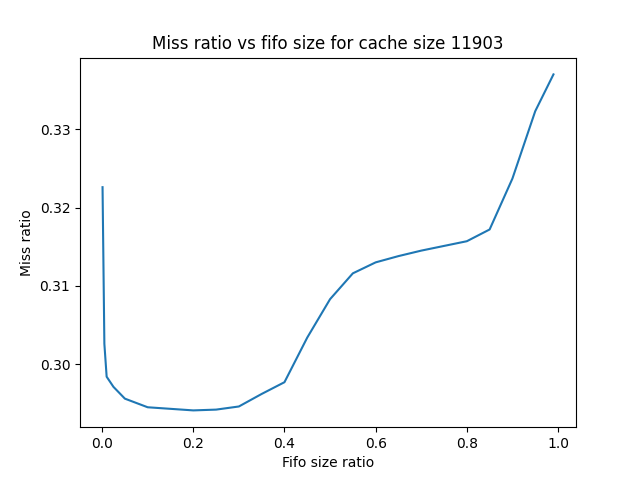 Miss ratio vs fifo size for cache size 11903
0.33
0.32
0.31
0.30
Miss ratio
0.0 0.2 0.4 0.6 0.8 1.0
Fifo size ratio